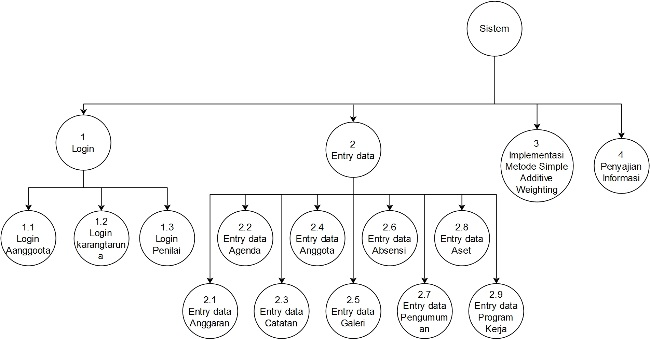 Sistem
1
Login
2
Entry data
3
Implementasi
Metode Simple
Additive
Weighting
4
Penyajian
Informasi
1.1
Login
Aanggoota
1.2
Login
karangtarun
a
1.3
Login
Penilai
2.2
Entry data
Agenda
2.4
Entry data
Anggota
2.6
Entry data
Absensi
2.8
Entry data
Aset
2.1
Entry data
Anggaran
2.3
Entry data
Catatan
2.5
Entry data
Galeri
2.7
Entry data
Pengumum
an
2.9
Entry data
Program
Kerja